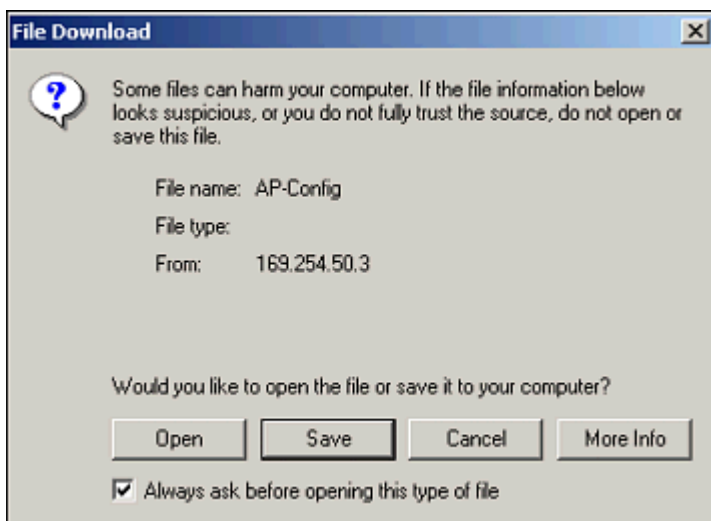 File Download
?
Some files can harm your computer. If the file information below
looks suspicious, or you do not fully trust the source, do not open or
save this file.
File name: AP-Config
File type:
From: 169.254.50.3
Would you like to open the file or save it to your computer?
Open Save Cancel More Info
Always ask before opening this type of file